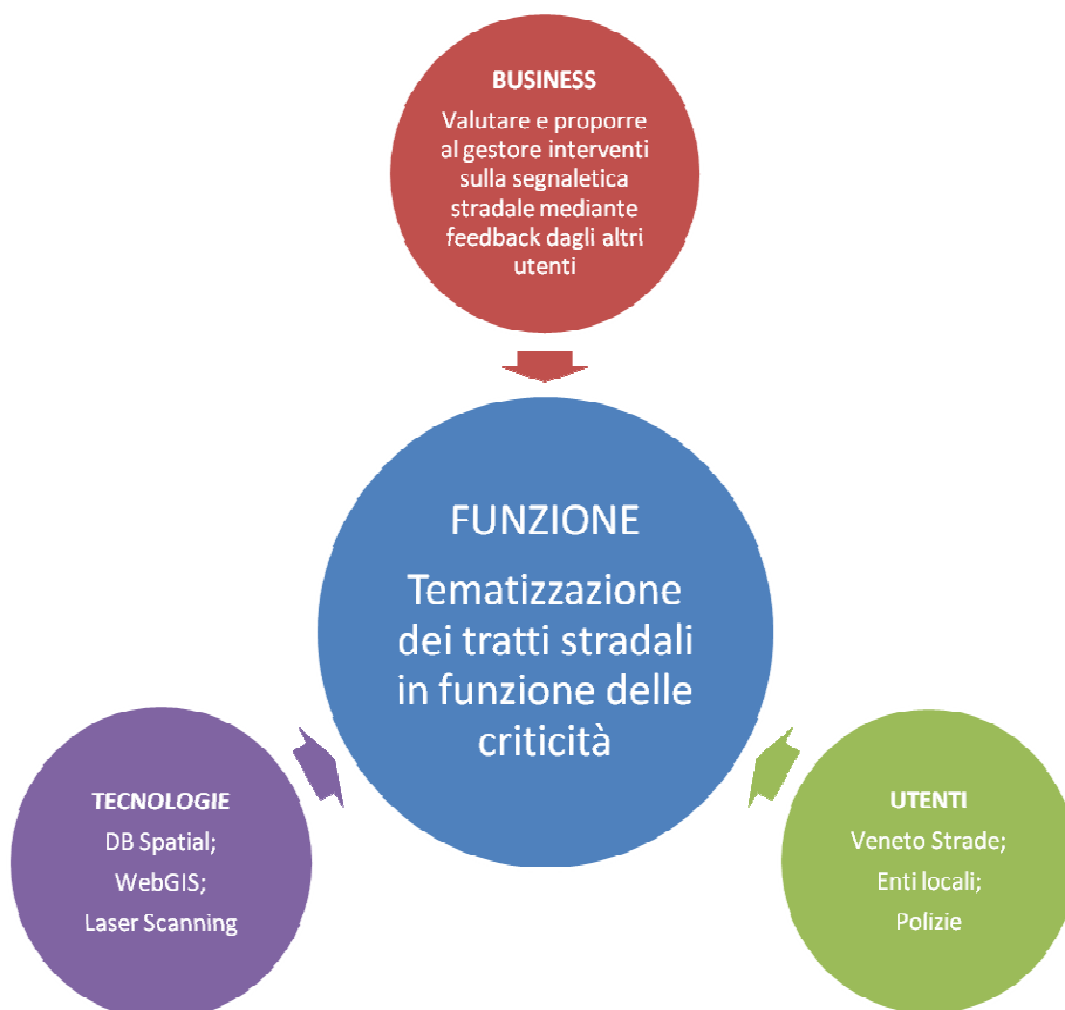 BUSINESS
Valutare e proporre
al gestore interventi
sulla segnaletica
stradale mediante
feedback dagli altri
utenti
FUNZIONE
Tematizzazione
dei tratti stradali
in funzione delle
criticità
TECNOLOGIE
DB Spatial;
WebGIS;
Laser Scanning
UTENTI
Veneto Strade;
Enti locali;
Polizie